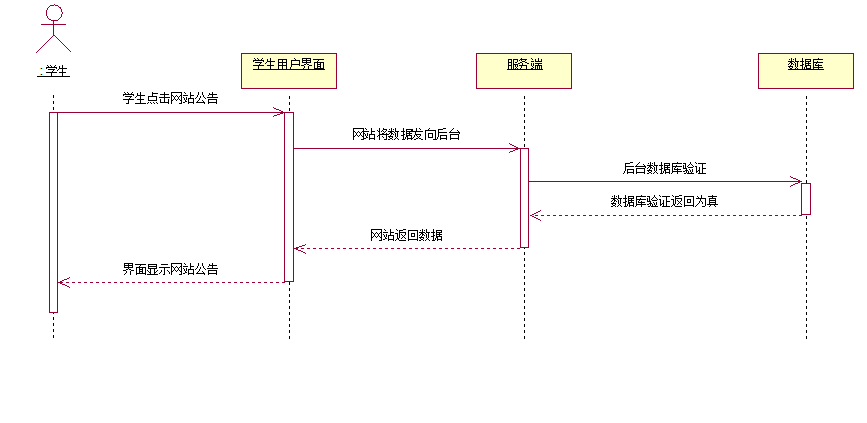 : 学生
学生用户界面
服务端
数据库
学生点击网站公告
网站将数据发向后台
后台数据库验证
数据库验证返回为真
网站返回数据
界面显示网站公告